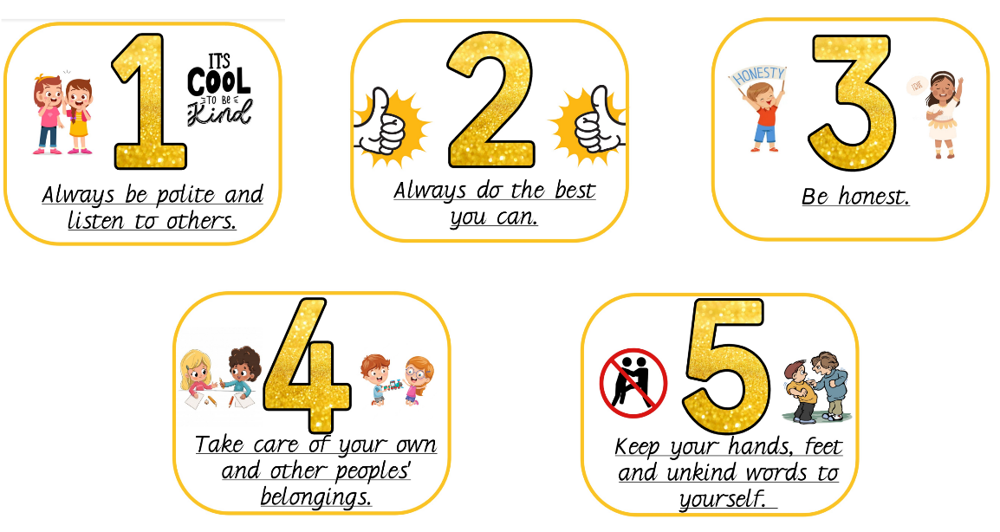 1
IT'S
COOL
TO BE
Kind
Always be polite and
listen to others.
2
Always do the best
you can.
3
HONESTY
Be honest.
4
Take care of your own
and other peoples'
belongings.
5
Keep your hands, feet
and unkind words to
yourself.